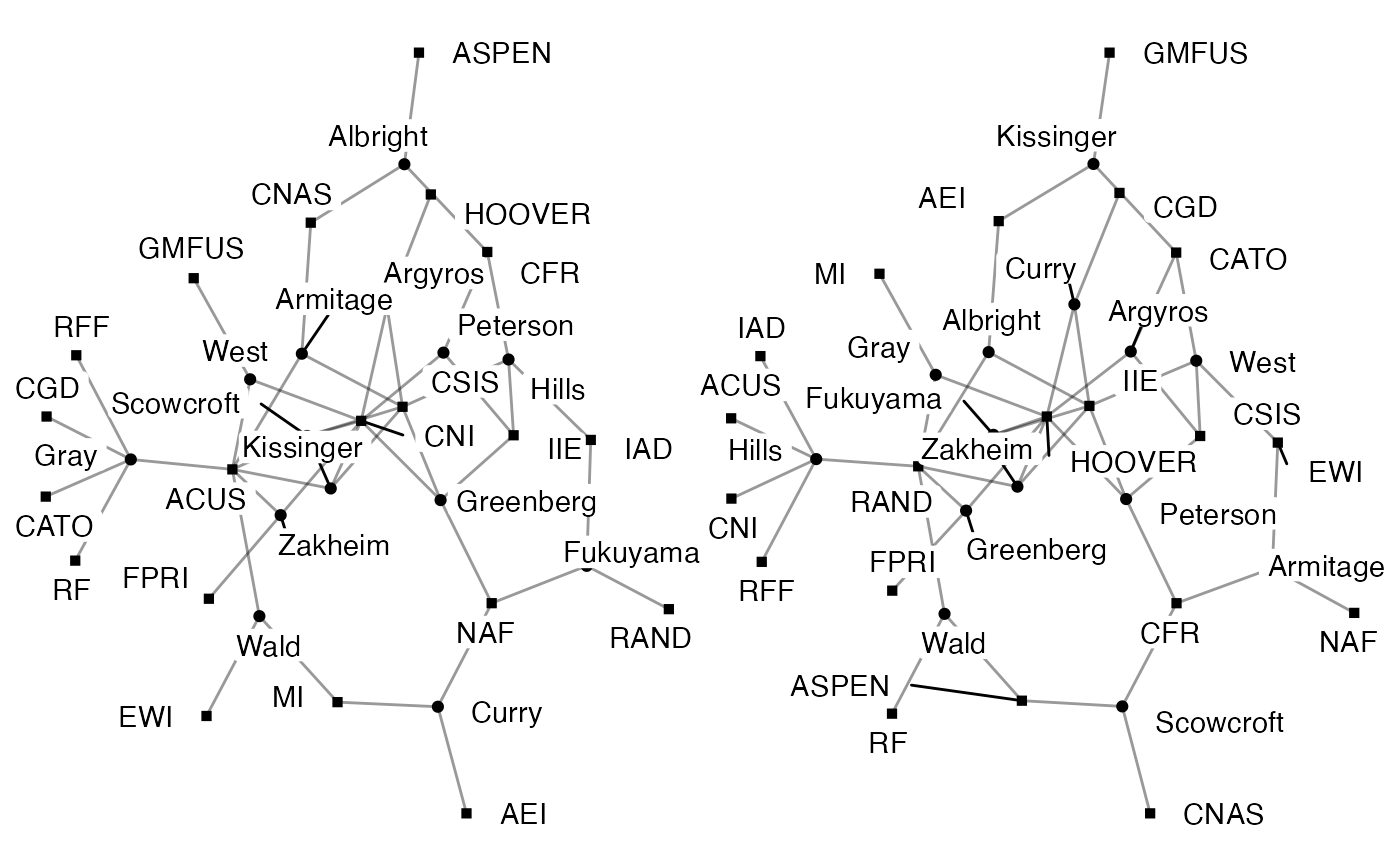 ASPEN
Albright
CNAS
HOOVER
GMFUS
Argyros
CFR
Armitage
RFF
Peterson
West
CGD
CSIS
Hills
Scowcroft
CNI
Kissinger
IIE
IAD
Gray
ACUS
Greenberg
CATO
Zakheim
Fukuyama
FPRI
RF
NAF
RAND
Wald
MI
EWI
Curry
AEI
GMFUS
Kissinger
AEI
CGD
CATO
MI
Curry
Argyros
Albright
IAD
Gray
West
IIE
ACUS
Fukuyama
CSIS
Hills
Zakheim
HOOVER
EWI
RAND
Peterson
CNI
Greenberg
FPRI
Armitage
RFF
CFR
NAF
Wald
ASPEN
Scowcroft
RF
CNAS